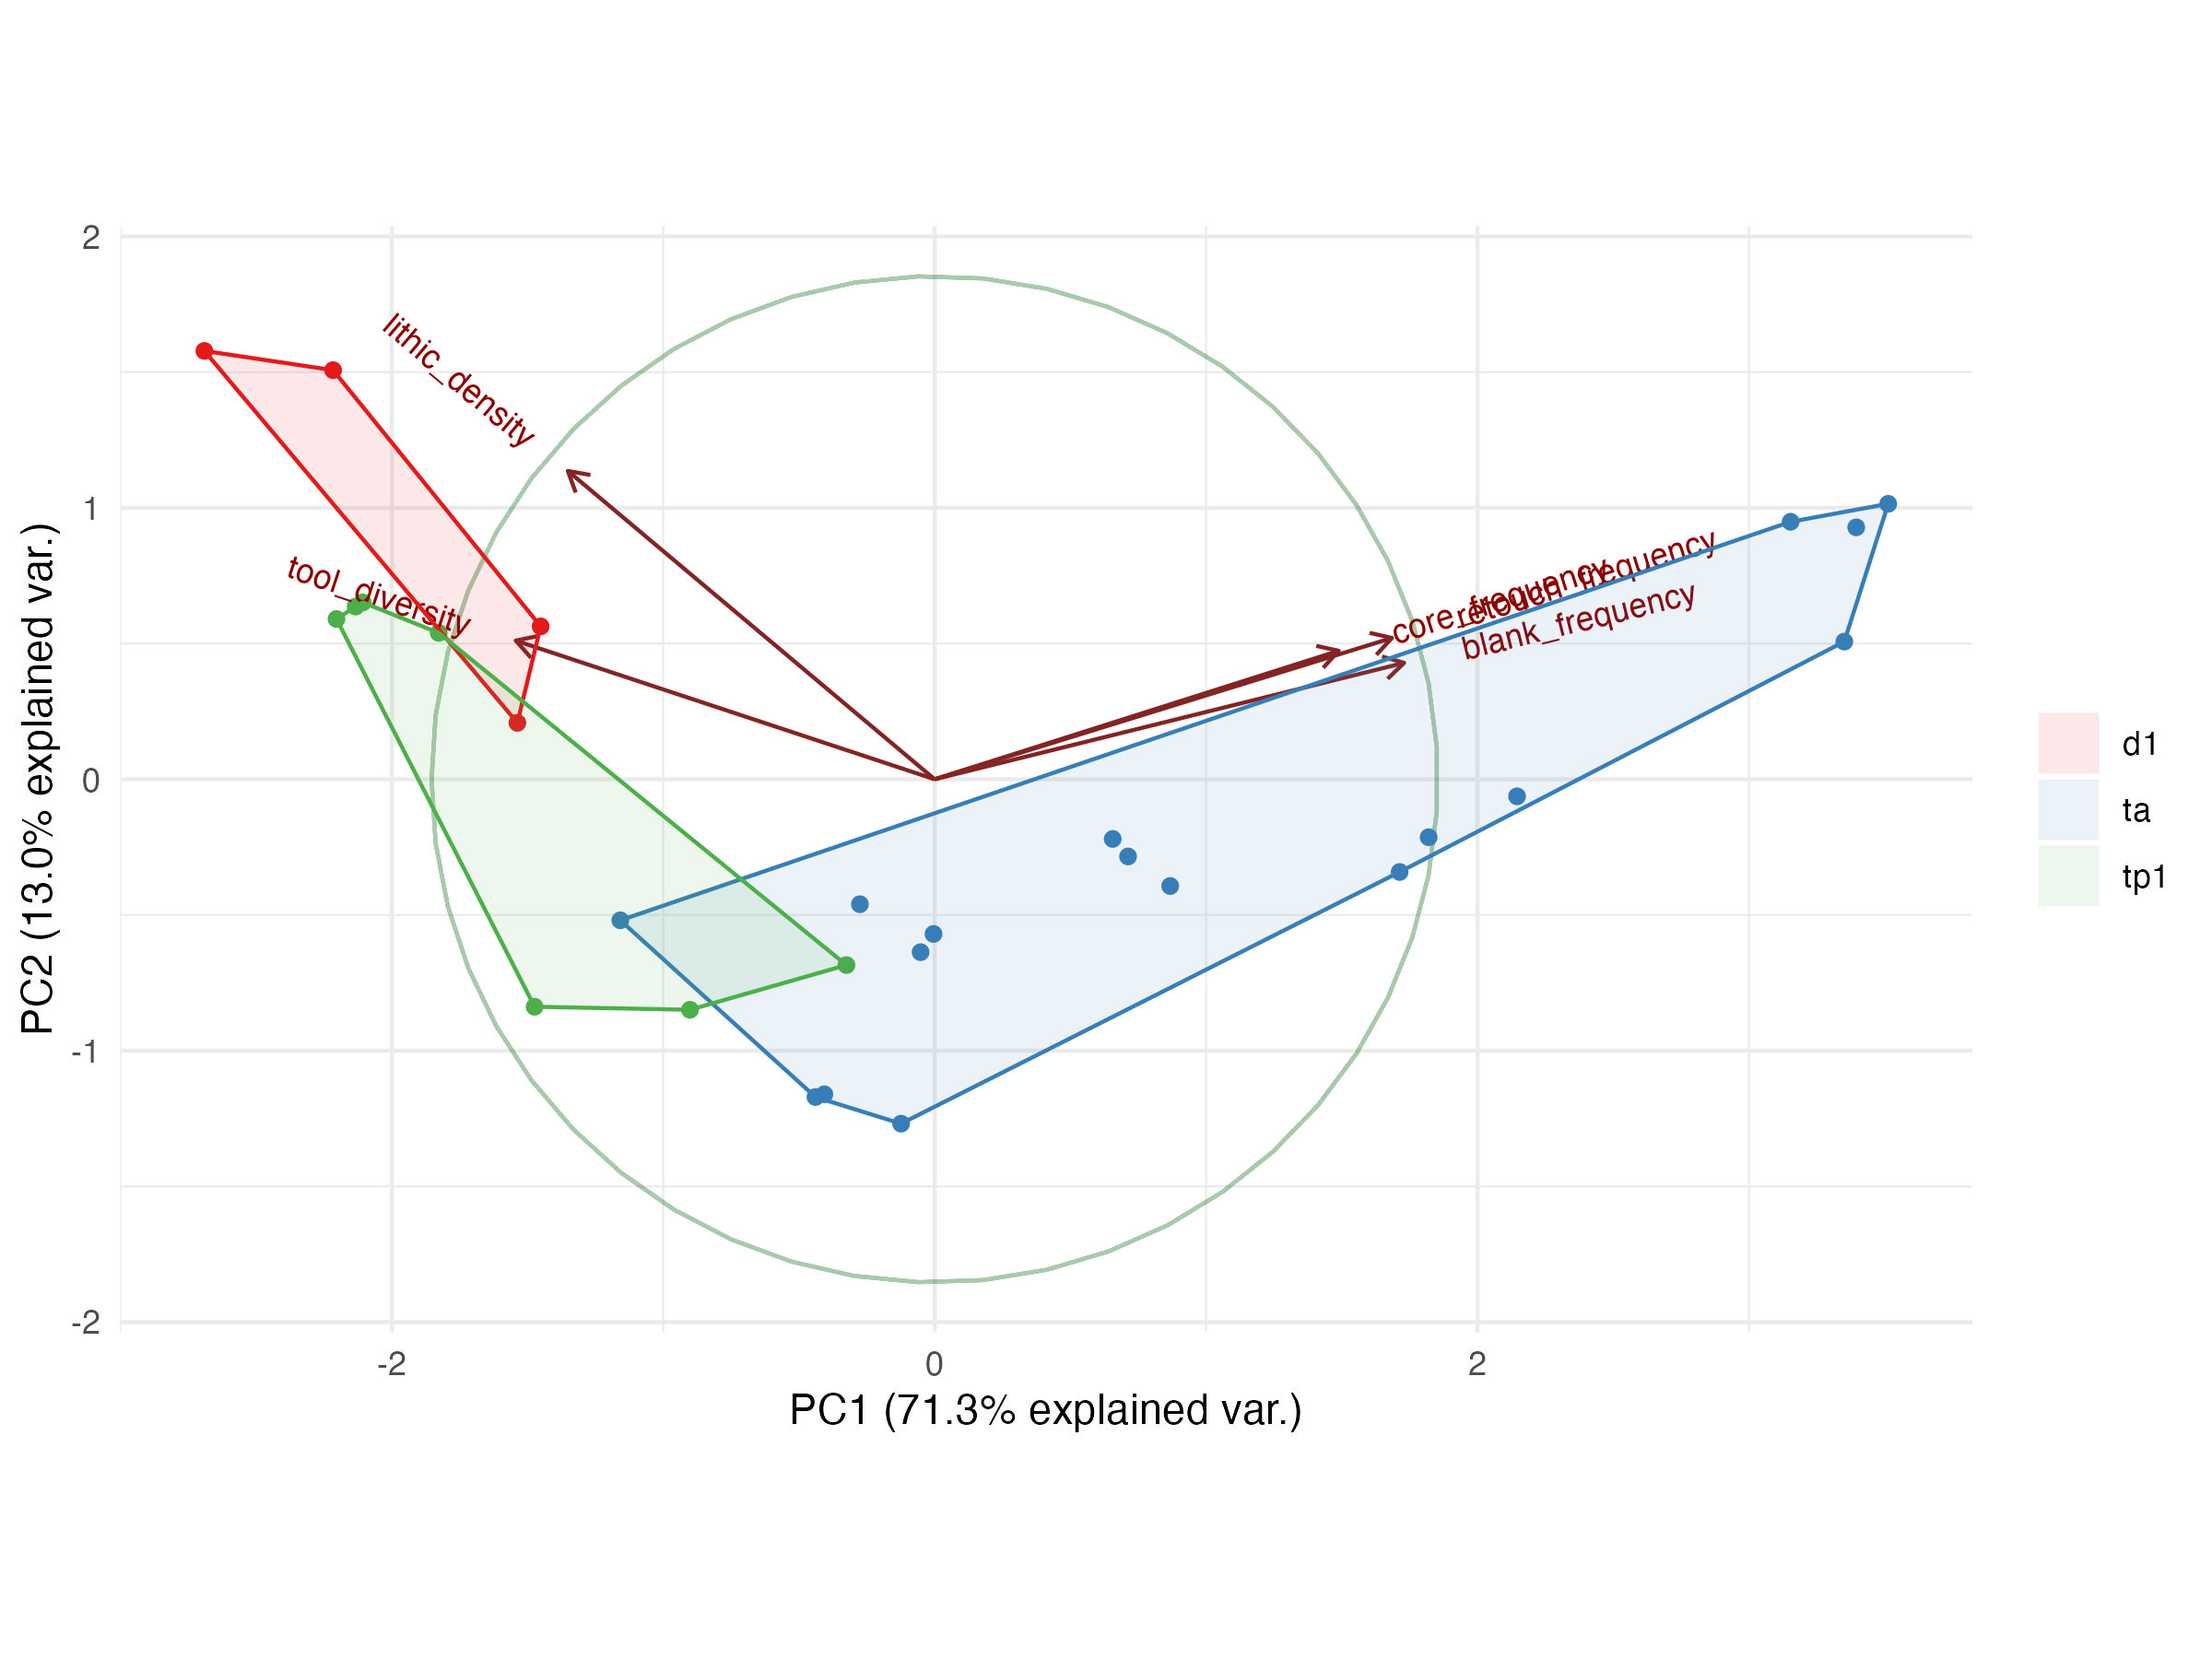 2
1
0
-1
-2
-2
0
2
PC2 (13.0% explained var.)
PC1 (71.3% explained var.)
lithic_density
tool_diversity
core_frequency
retouch_frequency
blank_frequency
d1
ta
tp1